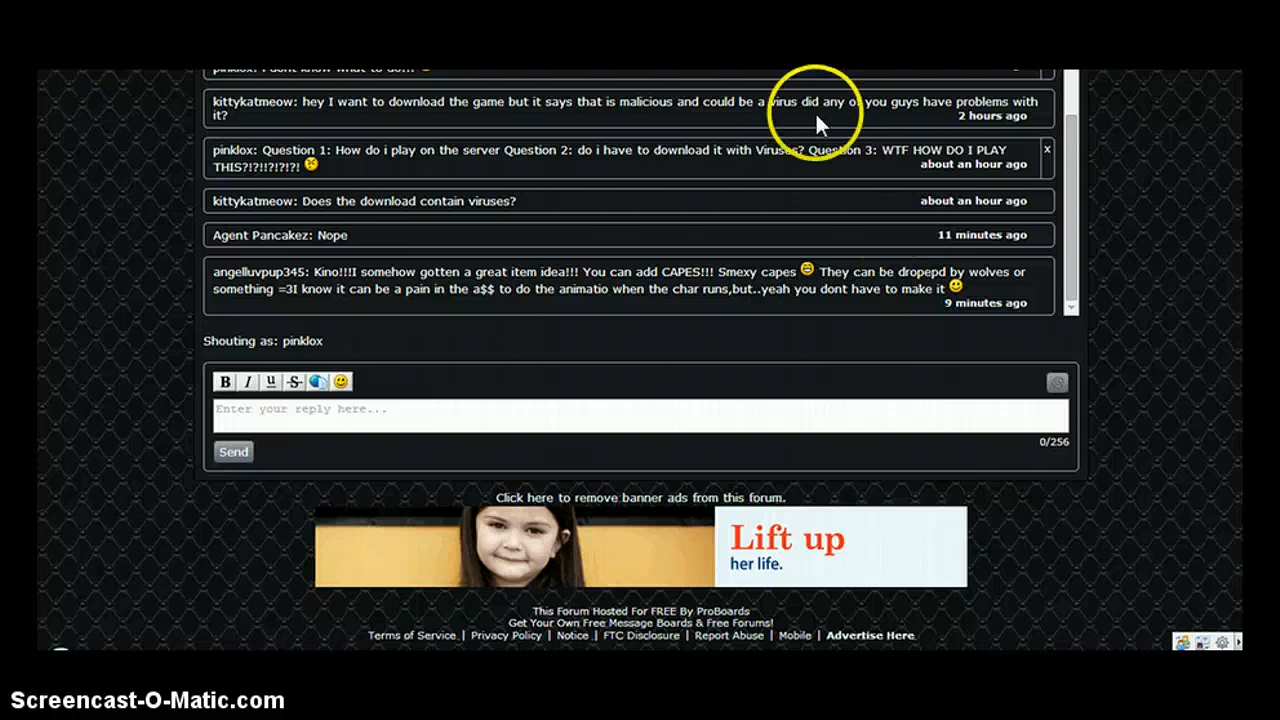 pinklox: I dont know what to do!!!
kittykatmeow: hey I want to download the game but it says that is malicious and could be a virus did any of you guys have problems with
it?
2 hours ago
pinklox: Question 1: How do i play on the server Question 2: do i have to download it with Viruses? Question 3: WTF HOW DO I PLAY
THIS?!?!!?!?!?!
about an hour ago
x
kittykatmeow: Does the download contain viruses?
about an hour ago
Agent Pancakez: Nope
11 minutes ago
angelluvpup345: Kino!!!I somehow gotten a great item idea!!! You can add CAPES!!! Smexy capes They can be dropepd by wolves or
something =3I know it can be a pain in the a$$ to do the animatio when the char runs,but..yeah you dont have to make it
9 minutes ago
Shouting as: pinklox
B I u S
Enter your reply here...
0/256
Send
Click here to remove banner ads from this forum.
Lift up
her life.
This Forum Hosted For FREE By ProBoards
Get Your Own Free Message Boards & Free Forums!
Terms of Service | Privacy Policy | Notice | FTC Disclosure | Report Abuse | Mobile | Advertise Here
Screencast-O-Matic.com